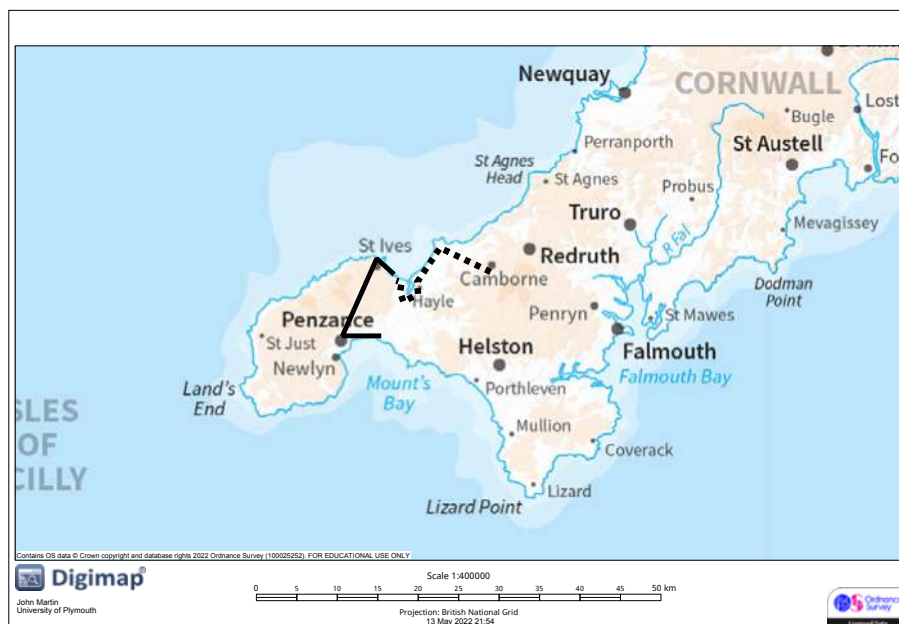 Newquay
CORNWALL
Bugle
Lost
Perranporth
St Austell
St Agnes
Head
St Agnes
Probus
Fo
Truro
R Fal
Mevagissey
St Ives
Redruth
Camborne
Dodman
Point
Hayle
Penryn
St Mawes
Penzance
St Just
Helston
Falmouth
Newlyn
Mount's
Bay
Falmouth Bay
Land's
End
Porthleven
SLES
OF
CILLY
Mullion
Coverack
Lizard
Lizard Point
Contains OS data © Crown copyright and database rights 2022 Ordnance Survey (100025252). FOR EDUCATIONAL USE ONLY
Digimap®
John Martin
University of Plymouth
Scale 1:400000
0 5 10 15 20 25 30 35 40 45 50 km
Projection: British National Grid
13 May 2022 21:54
Ordnance
Survey